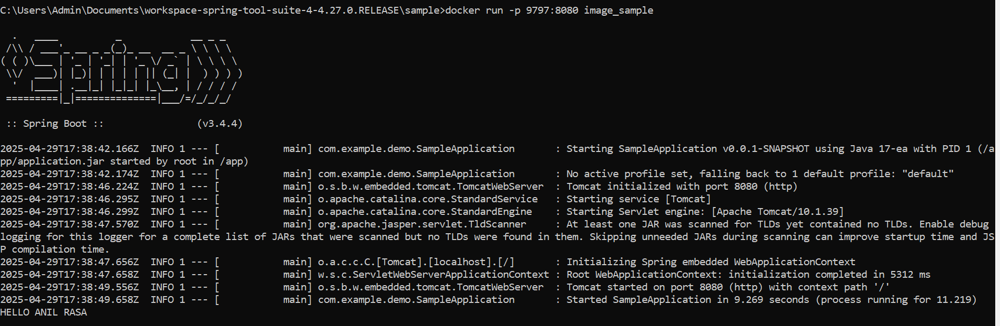 C:\Users\Admin\Documents\workspace-spring-tool-suite-4-4.27.0.RELEASE\sample>docker run -p 9797:8080 image_sample
  .   ____          _            __ _ _
 /\\ / ___'_ __ _ _(_)_ __  __ _ \ \ \ \
( ( )\___ | '_ | '_| | '_ \/ _` | \ \ \ \
 \\/  ___)| |_)| | | | | || (_| |  ) ) ) )
  '  |____| .__|_| |_|_| |_\__, | / / / /
 =========|_|==============|___/=/_/_/_/
 :: Spring Boot ::                (v3.4.4)
2025-04-29T17:38:42.166Z  INFO 1 --- [           main] com.example.demo.SampleApplication       : Starting SampleApplication v0.0.1-SNAPSHOT using Java 17-ea with PID 1 (/a
pp/application.jar started by root in /app)
2025-04-29T17:38:42.174Z  INFO 1 --- [           main] com.example.demo.SampleApplication       : No active profile set, falling back to 1 default profile: "default"
2025-04-29T17:38:46.224Z  INFO 1 --- [           main] o.s.b.w.embedded.tomcat.TomcatWebServer  : Tomcat initialized with port 8080 (http)
2025-04-29T17:38:46.295Z  INFO 1 --- [           main] o.apache.catalina.core.StandardService   : Starting service [Tomcat]
2025-04-29T17:38:46.299Z  INFO 1 --- [           main] o.apache.catalina.core.StandardEngine    : Starting Servlet engine: [Apache Tomcat/10.1.39]
2025-04-29T17:38:47.570Z  INFO 1 --- [           main] org.apache.jasper.servlet.TldScanner     : At least one JAR was scanned for TLDs yet contained no TLDs. Enable debug
logging for this logger for a complete list of JARs that were scanned but no TLDs were found in them. Skipping unneeded JARs during scanning can improve startup time and JS
P compilation time.
2025-04-29T17:38:47.656Z  INFO 1 --- [           main] o.a.c.c.C.[Tomcat].[localhost].[/]       : Initializing Spring embedded WebApplicationContext
2025-04-29T17:38:47.658Z  INFO 1 --- [           main] w.s.c.ServletWebServerApplicationContext : Root WebApplicationContext: initialization completed in 5312 ms
2025-04-29T17:38:49.556Z  INFO 1 --- [           main] o.s.b.w.embedded.tomcat.TomcatWebServer  : Tomcat started on port 8080 (http) with context path '/'
2025-04-29T17:38:49.658Z  INFO 1 --- [           main] com.example.demo.SampleApplication       : Started SampleApplication in 9.269 seconds (process running for 11.219)
HELLO ANIL RASA